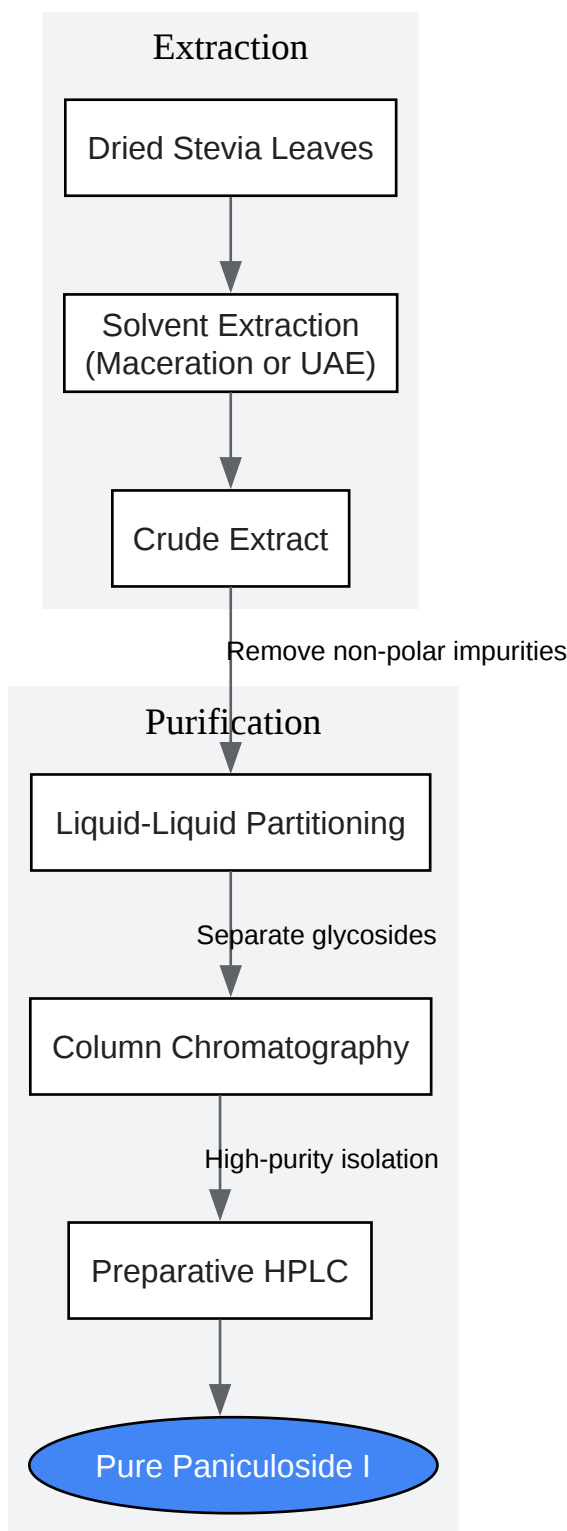 Extraction
Dried Stevia Leaves
Solvent Extraction
(Maceration or UAE)
Crude Extract
Remove non-polar impurities
Purification
Liquid-Liquid Partitioning
Separate glycosides
Column Chromatography
High-purity isolation
Preparative HPLC
Pure Paniculoside I